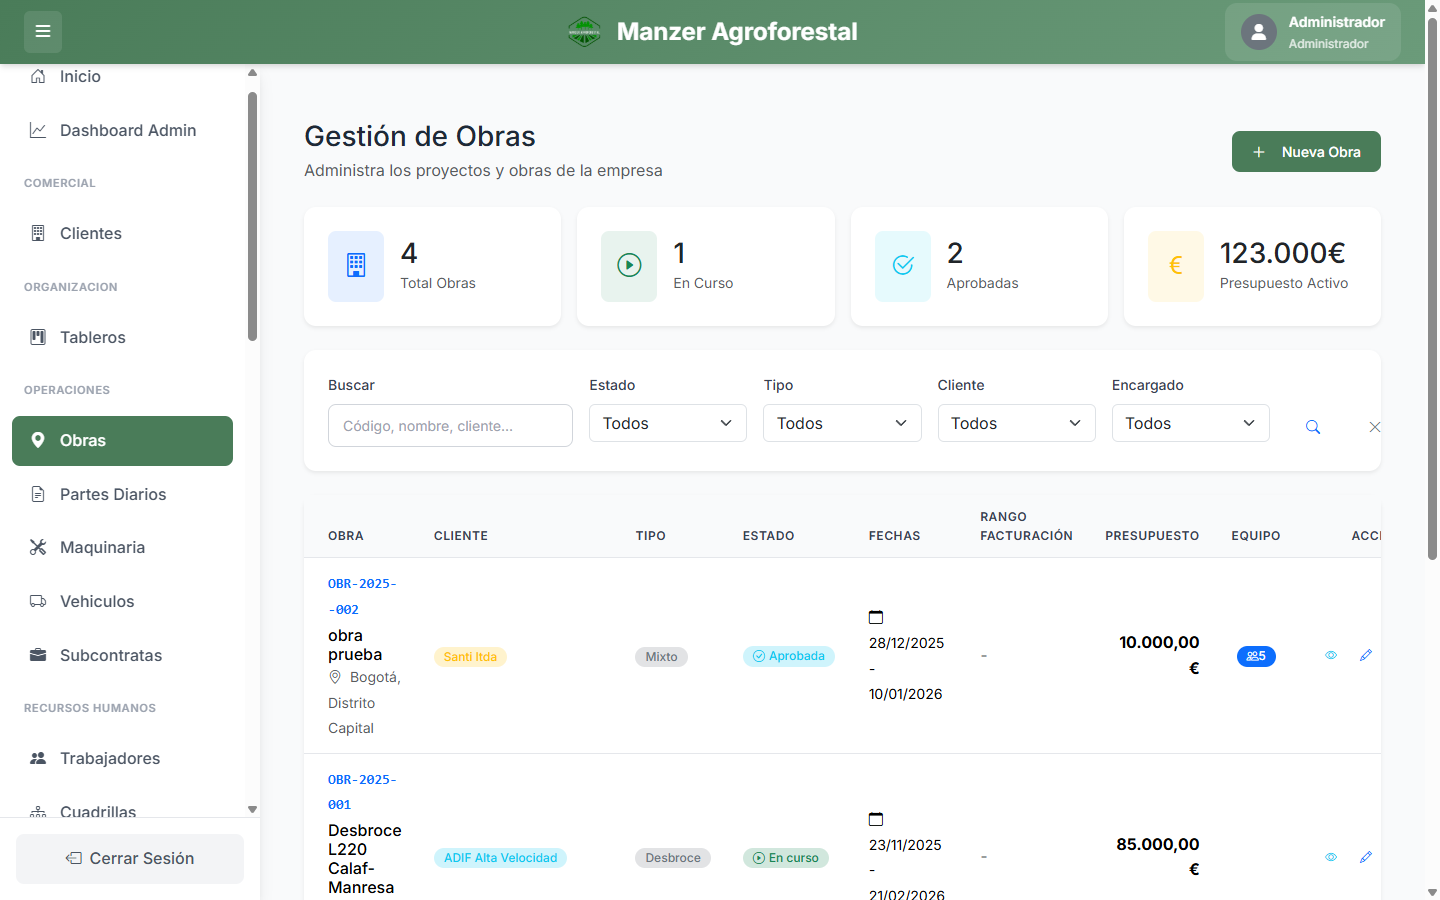 Manzer Agroforestal
Administrador
Administrador
Inicio
Dashboard Admin
COMERCIAL
Clientes
ORGANIZACION
Tableros
OPERACIONES
Obras
Partes Diarios
Maquinaria
Vehiculos
Subcontratas
RECURSOS HUMANOS
Trabajadores
Cuadrillas
Cerrar Sesión
Gestión de Obras
Administra los proyectos y obras de la empresa
+ Nueva Obra
4
Total Obras
1
En Curso
2
Aprobadas
€
123.000€
Presupuesto Activo
Buscar
Código, nombre, cliente...
Estado
Todos
Tipo
Todos
Cliente
Todos
Encargado
Todos
OBRA CLIENTE TIPO ESTADO FECHAS RANGO FACTURACIÓN PRESUPUESTO EQUIPO ACCI
OBR-2025-
-002
obra
prueba
Bogotá,
Distrito
Capital
Santi ltda
Mixto
Aprobada
28/12/2025
-
10/01/2026
-
10.000,00
€
5
OBR-2025-
001
Desbroce
L220
Calaf-
Manresa
ADIF Alta Velocidad
Desbroce
En curso
23/11/2025
-
21/02/2026
-
85.000,00
€